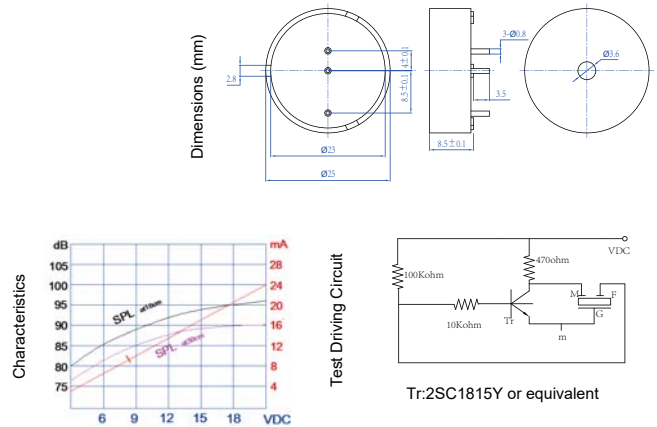 Dimensions (mm)
2.8
4±0.1
8.5±0.1
Ø23
Ø25
3-Ø0.8
3.5
8.5±0.1
Ø3.6
Characteristics
dB
105
100
95
90
85
80
75
mA
28
24
20
16
12
8
4
SPL at10cm
SPL at30cm
I
6 9 12 15 18 VDC
Test Driving Circuit
VDC
470ohm
100Kohm
M F
G
Tr
10Kohm
m
Tr:2SC1815Y or equivalent